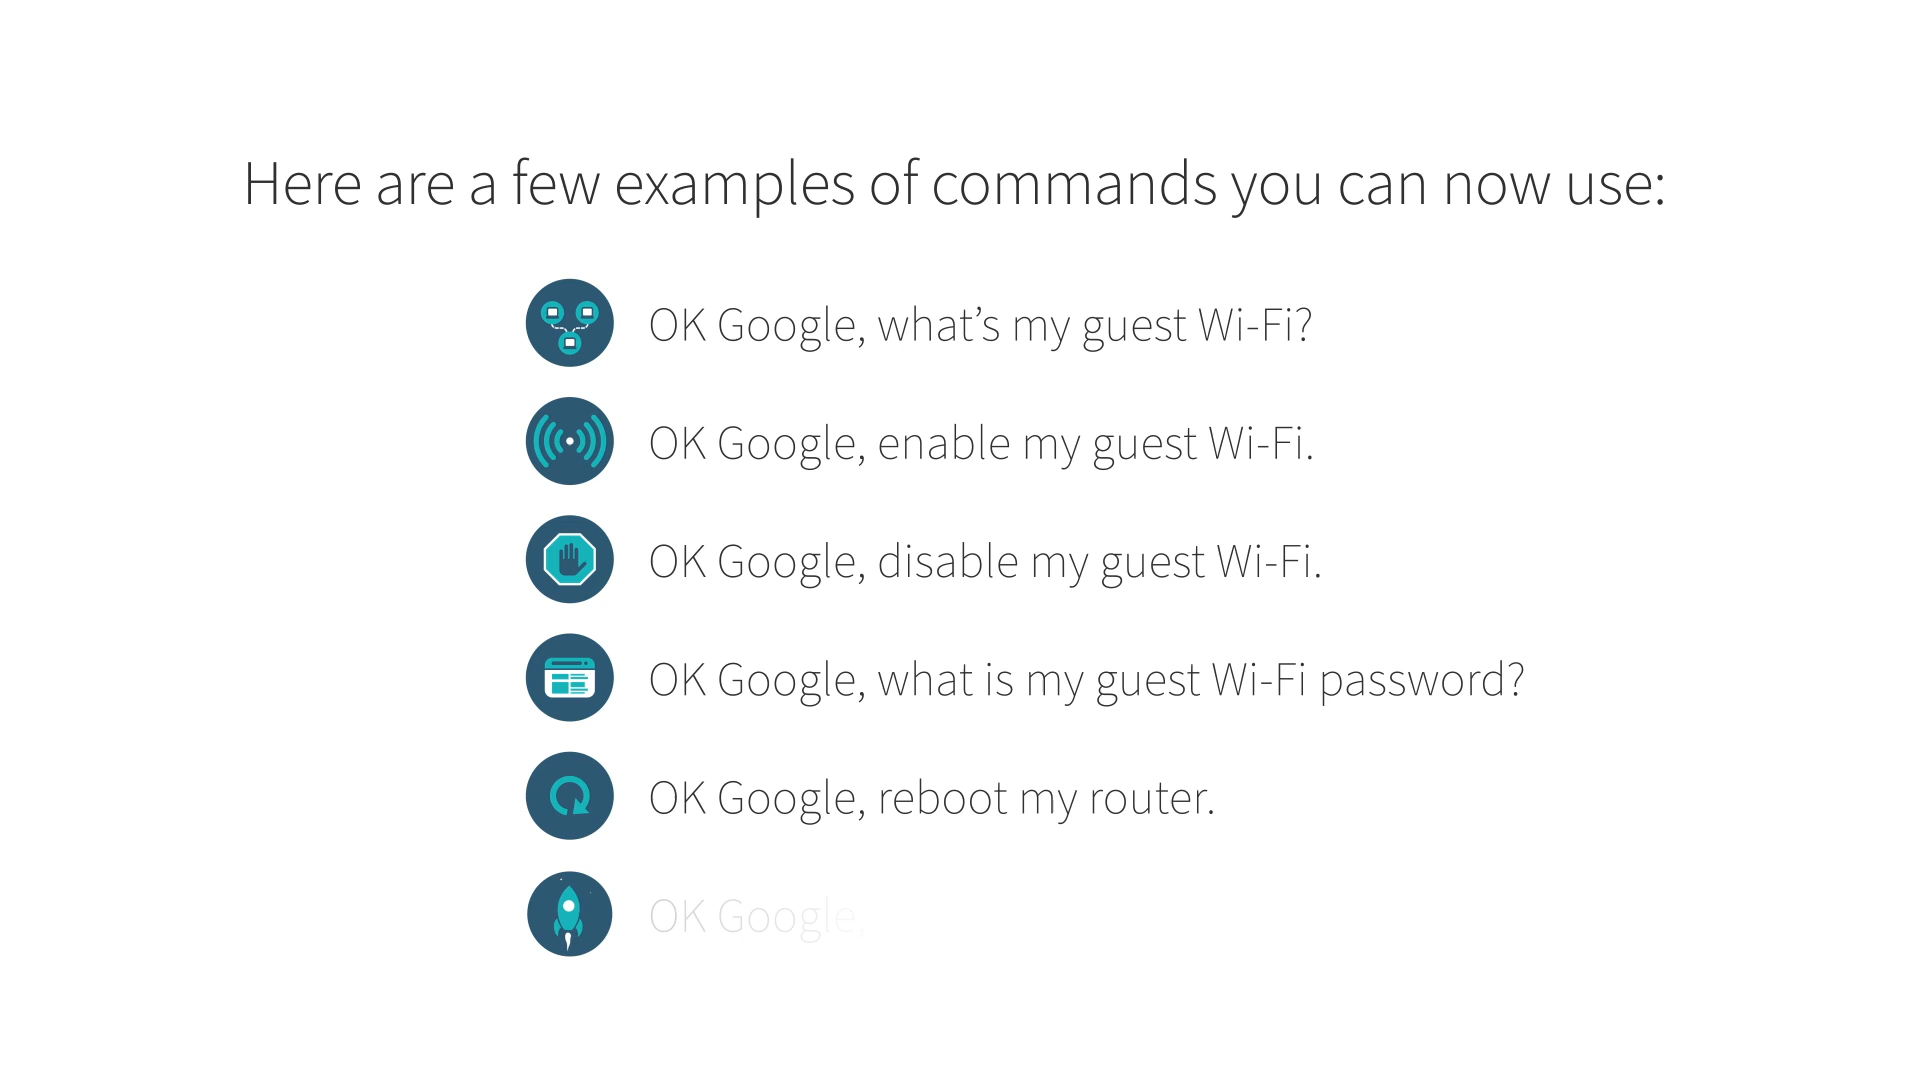 Here are a few examples of commands you can now use:
OK Google, what’s my guest Wi-Fi?
OK Google, enable my guest Wi-Fi.
OK Google, disable my guest Wi-Fi.
OK Google, what is my guest Wi-Fi password?
OK Google, reboot my router.
OK Google,